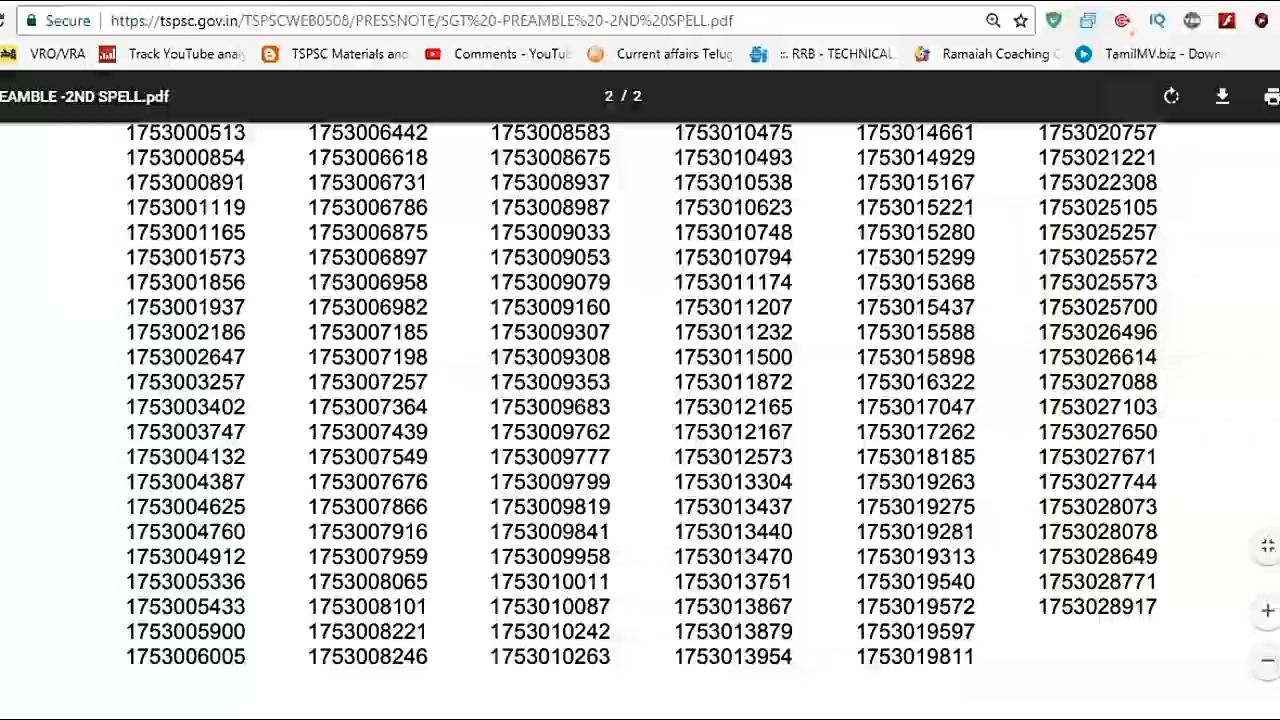 Secure https://tspsc.gov.in/TSPSCWEB0508/PRESSNOTE/SGT%20-PREAMBLE%20-2ND%20SPELL.pdf
VRO/VRA Track YouTube analy TSPSC Materials and Comments - YouTu Current affairs Telug .:: RRB - TECHNICAL Ramaiah Coaching C TamilMV.biz - Down
EAMBLE -2ND SPELL.pdf 2 / 2
1753000513 1753006442 1753008583 1753010475 1753014661 1753020757
1753000854 1753006618 1753008675 1753010493 1753014929 1753021221
1753000891 1753006731 1753008937 1753010538 1753015167 1753022308
1753001119 1753006786 1753008987 1753010623 1753015221 1753025105
1753001165 1753006875 1753009033 1753010748 1753015280 1753025257
1753001573 1753006897 1753009053 1753010794 1753015299 1753025572
1753001856 1753006958 1753009079 1753011174 1753015368 1753025573
1753001937 1753006982 1753009160 1753011207 1753015437 1753025700
1753002186 1753007185 1753009307 1753011232 1753015588 1753026496
1753002647 1753007198 1753009308 1753011500 1753015898 1753026614
1753003257 1753007257 1753009353 1753011872 1753016322 1753027088
1753003402 1753007364 1753009683 1753012165 1753017047 1753027103
1753003747 1753007439 1753009762 1753012167 1753017262 1753027650
1753004132 1753007549 1753009777 1753012573 1753018185 1753027671
1753004387 1753007676 1753009799 1753013304 1753019263 1753027744
1753004625 1753007866 1753009819 1753013437 1753019275 1753028073
1753004760 1753007916 1753009841 1753013440 1753019281 1753028078
1753004912 1753007959 1753009958 1753013470 1753019313 1753028649
1753005336 1753008065 1753010011 1753013751 1753019540 1753028771
1753005433 1753008101 1753010087 1753013867 1753019572 1753028917
1753005900 1753008221 1753010242 1753013879 1753019597
1753006005 1753008246 1753010263 1753013954 1753019811